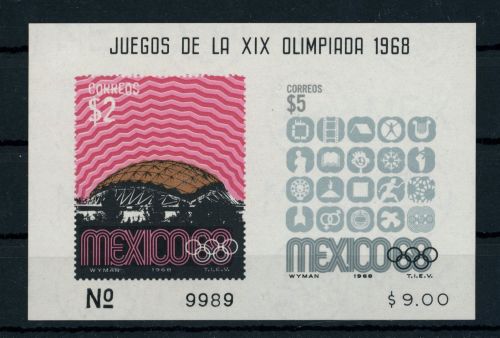 JUEGOS DE LA XIX OLIMPIADA 1968
CORREOS
$2
MEXICO68
WYMAN 1968 T.I.E.V.
CORREOS
$5
MEXICO68
WYMAN 1968 T.I.E.V.
Nº 9989
$9.00